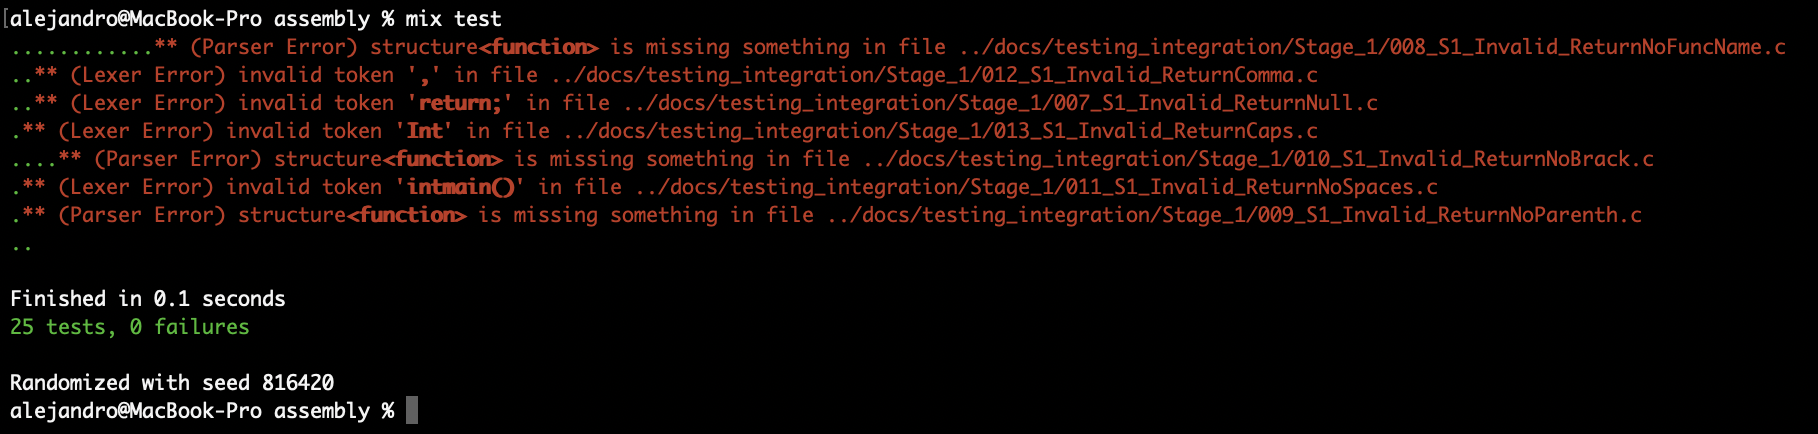 alejandro@MacBook-Pro assembly % mix test
............** (Parser Error) structure<function> is missing something in file ../docs/testing_integration/Stage_1/008_S1_Invalid_ReturnNoFuncName.c
..** (Lexer Error) invalid token ',' in file ../docs/testing_integration/Stage_1/012_S1_Invalid_ReturnComma.c
..** (Lexer Error) invalid token 'return;' in file ../docs/testing_integration/Stage_1/007_S1_Invalid_ReturnNull.c
.** (Lexer Error) invalid token 'Int' in file ../docs/testing_integration/Stage_1/013_S1_Invalid_ReturnCaps.c
....** (Parser Error) structure<function> is missing something in file ../docs/testing_integration/Stage_1/010_S1_Invalid_ReturnNoBrack.c
.** (Lexer Error) invalid token 'intmain()' in file ../docs/testing_integration/Stage_1/011_S1_Invalid_ReturnNoSpaces.c
.** (Parser Error) structure<function> is missing something in file ../docs/testing_integration/Stage_1/009_S1_Invalid_ReturnNoParenth.c
..
Finished in 0.1 seconds
25 tests, 0 failures
Randomized with seed 816420
alejandro@MacBook-Pro assembly %